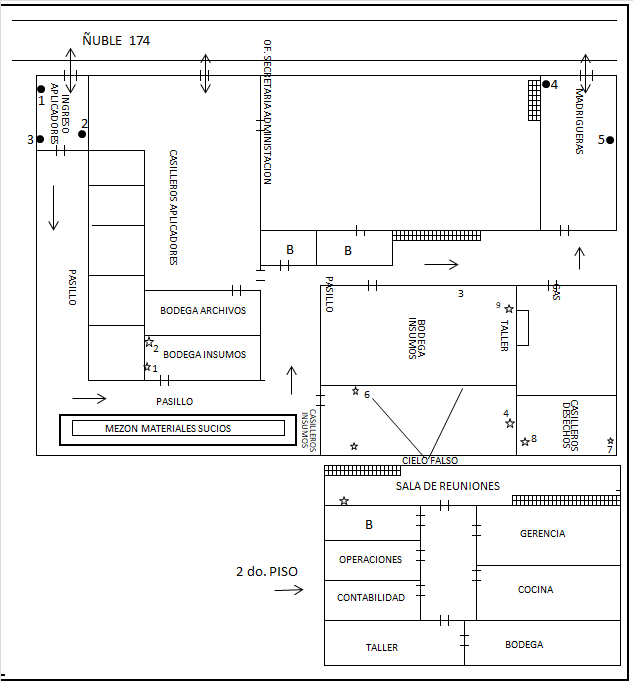 ÑUBLE 174
1
INGRESO
APLICADORES
2
3
OF. SECRETARIA ADMINISTACION
4
MADRIGUERAS
5
CASILLEROS APLICADORES
B
B
PASILLO
PASILLO
3
9
GAS
BODEGA ARCHIVOS
BODEGA
INSUMOS
TALLER
2
BODEGA INSUMOS
1
PASILLO
6
4
CASILLEROS
DESECHOS
8
7
CASILLEROS
INSUMOS
MEZON MATERIALES SUCIOS
CIELO FALSO
SALA DE REUNIONES
B
GERENCIA
OPERACIONES
2 do. PISO
COCINA
CONTABILIDAD
TALLER
BODEGA